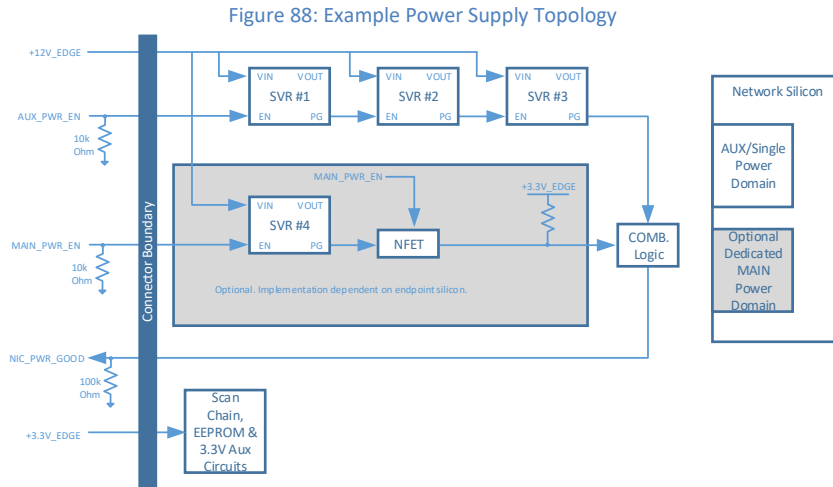 Figure 88: Example Power Supply Topology
+12V_EDGE
VIN VOUT
SVR #1
EN PG
VIN VOUT
SVR #2
EN PG
VIN VOUT
SVR #3
EN PG
AUX_PWR_EN
10k
Ohm
Network Silicon
AUX/Single
Power
Domain
Optional
Dedicated
MAIN
Power
Domain
MAIN_PWR_EN
+3.3V_EDGE
VIN VOUT
SVR #4
EN PG
NFET
COMB.
Logic
MAIN_PWR_EN
10k
Ohm
Connector Boundary
Optional. Implementation dependent on endpoint silicon.
NIC_PWR_GOOD
100k
Ohm
+3.3V_EDGE
Scan
Chain,
EEPROM &
3.3V Aux
Circuits